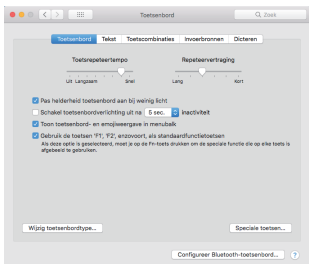 Toetsenbord
Zoek
Toetsenbord Tekst Toetscombinaties Invoerbronnen Dicteren
Toetsrepeteertempo Repeteervertraging
Uit Langzaam Snel Lang Kort
Pas helderheid toetsenbord aan bij weinig licht
Schakel toetsenbordverlichting uit na 5 sec. inactiviteit
Toon toetsenbord- en emojiweergave in menubalk
Gebruik de toetsen 'F1', 'F2', enzovoort, als standaardfunctietoetsen
Als deze optie is geselecteerd, moet je op de Fn-toets drukken om de speciale functie die op elke toets is
afgebeeld te gebruiken.
Wijzig toetsenbordtype... Speciale toetsen...
Configureer Bluetooth-toetsenbord... ?